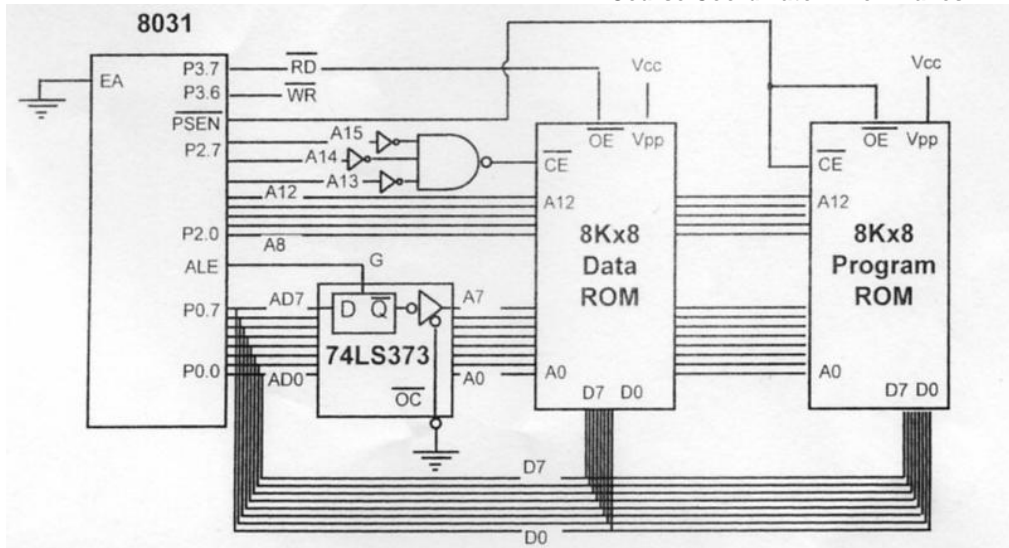 8031
EA
P3.7
P3.6
PSEN
P2.7
P2.0
ALE
P0.7
P0.0
RD
WR
A15
A14
A13
A12
A8
G
AD7
AD0
D Q
74LS373
OC
A7
A0
Vcc
OE Vpp
CE
A12
8Kx8
Data
ROM
A0
D7 D0
Vcc
OE Vpp
CE
A12
8Kx8
Program
ROM
A0
D7 D0
D7
D0